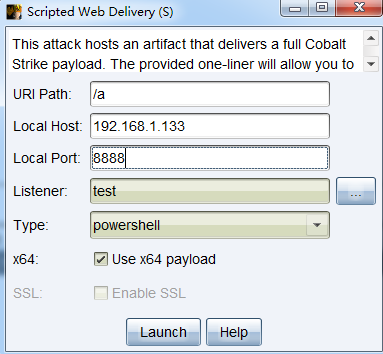 Scripted Web Delivery (S)
This attack hosts an artifact that delivers a full Cobalt
Strike payload. The provided one-liner will allow you to
URI Path: /a
Local Host: 192.168.1.133
Local Port: 8888
Listener: test ...
Type: powershell
x64: Use x64 payload
SSL: Enable SSL
Launch Help